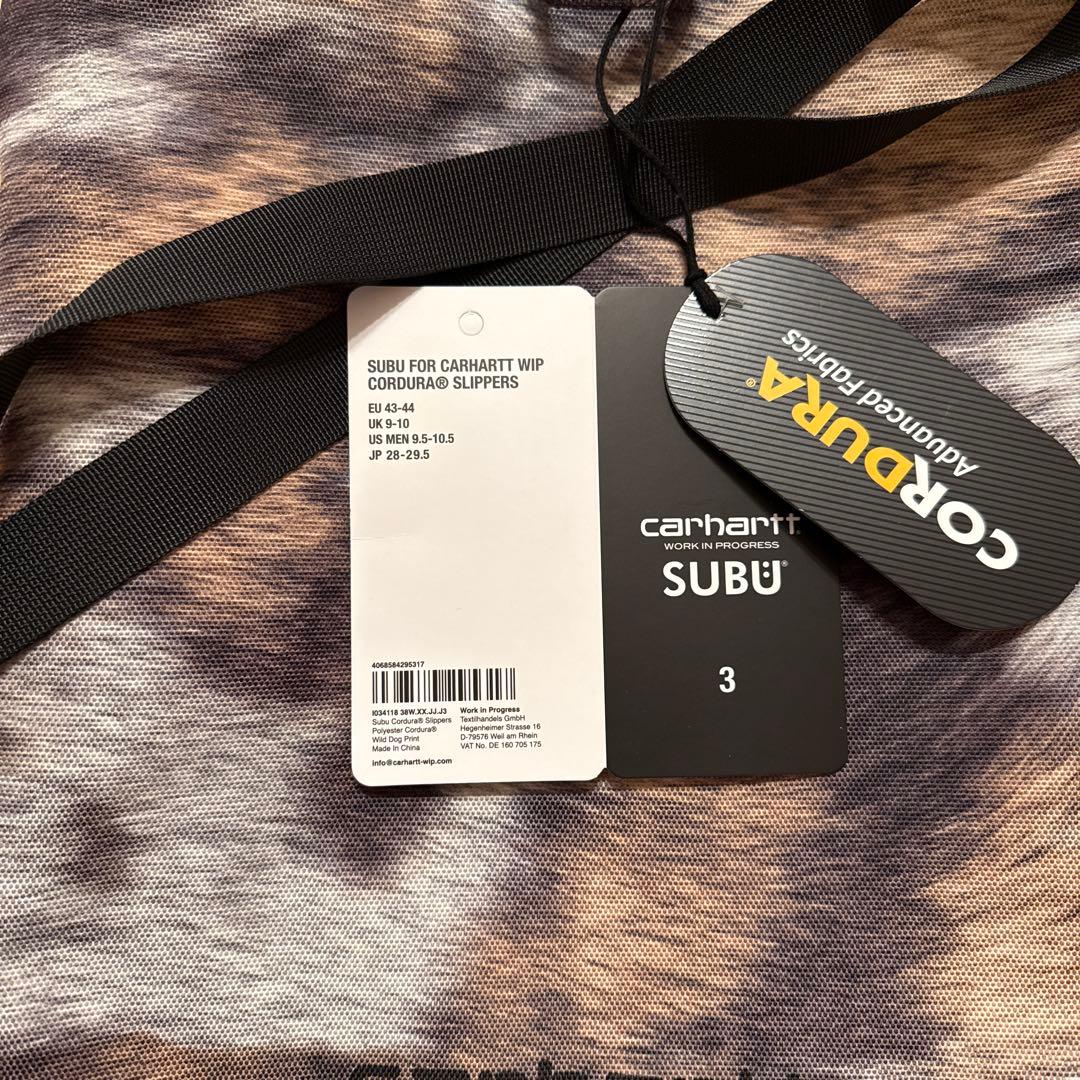 SUBU FOR CARHARTT WIP
CORDURA® SLIPPERS
EU 43-44
UK 9-10
US MEN 9.5-10.5
JP 28-29.5
4068584295317
I034118 38W.XX.JJ.J3
Subu Cordura® Slippers
Polyester Cordura®
Wild Dog Print
Made In China
Work in Progress
Textilhandels GmbH
Hegenheimer Strasse 16
D-79576 Weil am Rhein
VAT No. DE 160 705 175
info@carhartt-wip.com
carhartt
WORK IN PROGRESS
SUBU®
3
CORDURA®
Advanced Fabrics